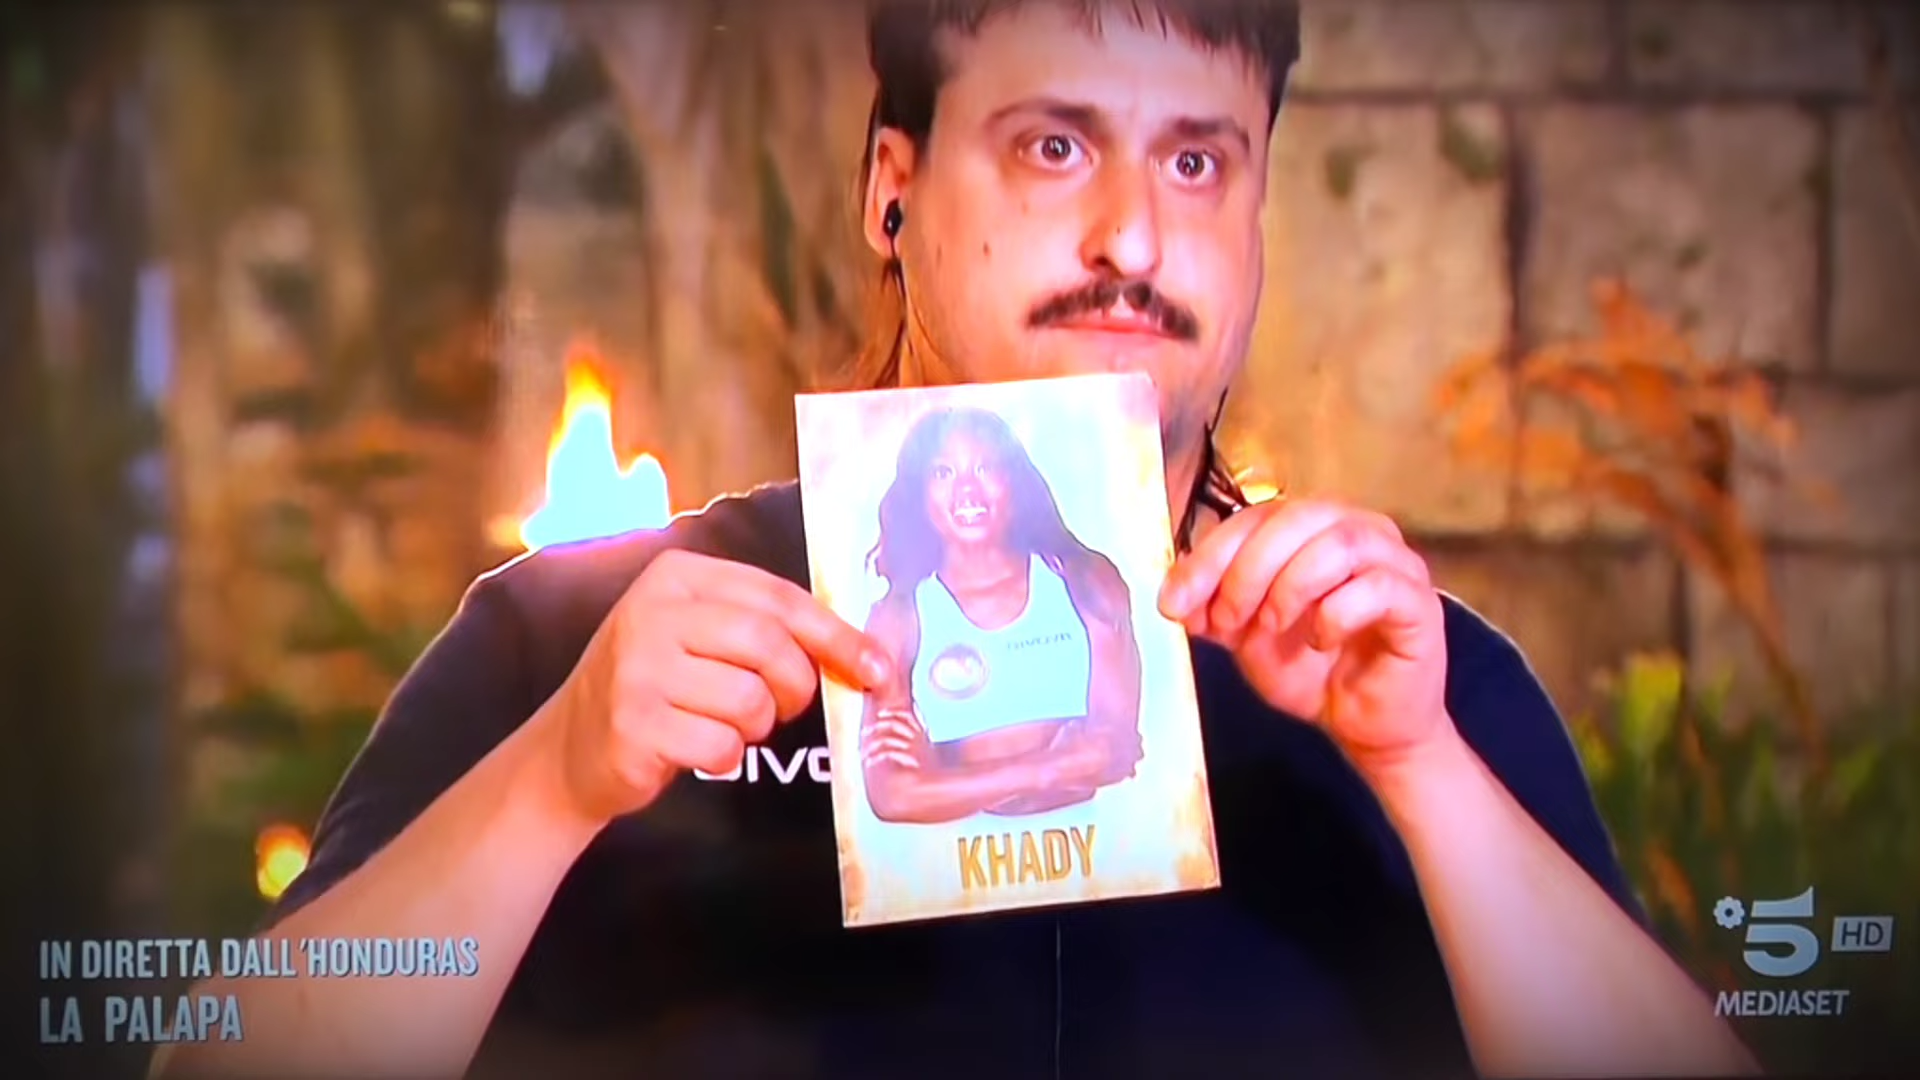 KHADY
IN DIRETTA DALL'HONDURAS
LA PALAPA
5 HD
MEDIASET